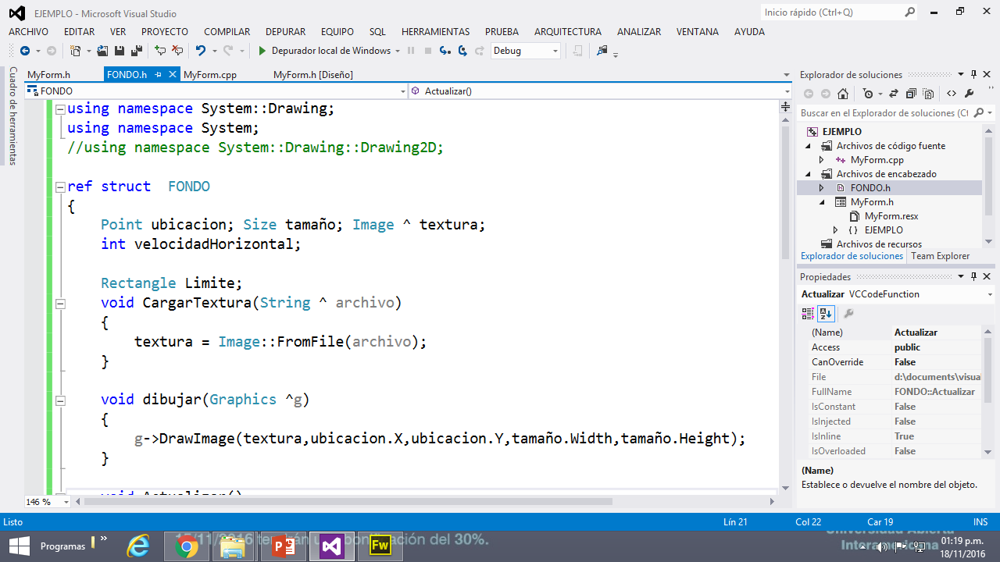 EJEMPLO - Microsoft Visual Studio
Inicio rápido (Ctrl+Q)
ARCHIVO EDITAR VER PROYECTO COMPILAR DEPURAR EQUIPO SQL HERRAMIENTAS PRUEBA ARQUITECTURA ANALIZAR VENTANA AYUDA
Depurador local de Windows Debug
Cuadro de herramientas
MyForm.h FONDO.h MyForm.cpp MyForm.h [Diseño]
FONDO Actualizar()
using namespace System::Drawing;
using namespace System;
//using namespace System::Drawing::Drawing2D;
ref struct  FONDO
{
Point ubicacion; Size tamaño; Image ^ textura;
int velocidadHorizontal;
Rectangle Limite;
void CargarTextura(String ^ archivo)
{
textura = Image::FromFile(archivo);
}
void dibujar(Graphics ^g)
{
g->DrawImage(textura,ubicacion.X,ubicacion.Y,tamaño.Width,tamaño.Height);
}
void Actualizar()
146 %
Explorador de soluciones
Buscar en el Explorador de soluciones (Ct
EJEMPLO
Archivos de código fuente
MyForm.cpp
Archivos de encabezado
FONDO.h
MyForm.h
MyForm.resx
{ } EJEMPLO
Archivos de recursos
Explorador de soluciones Team Explorer
Propiedades
Actualizar VCCodeFunction
(Name) Actualizar
Access public
CanOverride False
File d:\documents\visua
FullName FONDO::Actualizar
IsConstant False
IsInjected False
IsInline True
IsOverloaded False
(Name)
Establece o devuelve el nombre del objeto.
Listo Lín 21 Col 22 Car 19 INS
Programas »
15/11/2016 del 30%.
Universidad Abierta
Interamericana
01:19 p.m.
18/11/2016